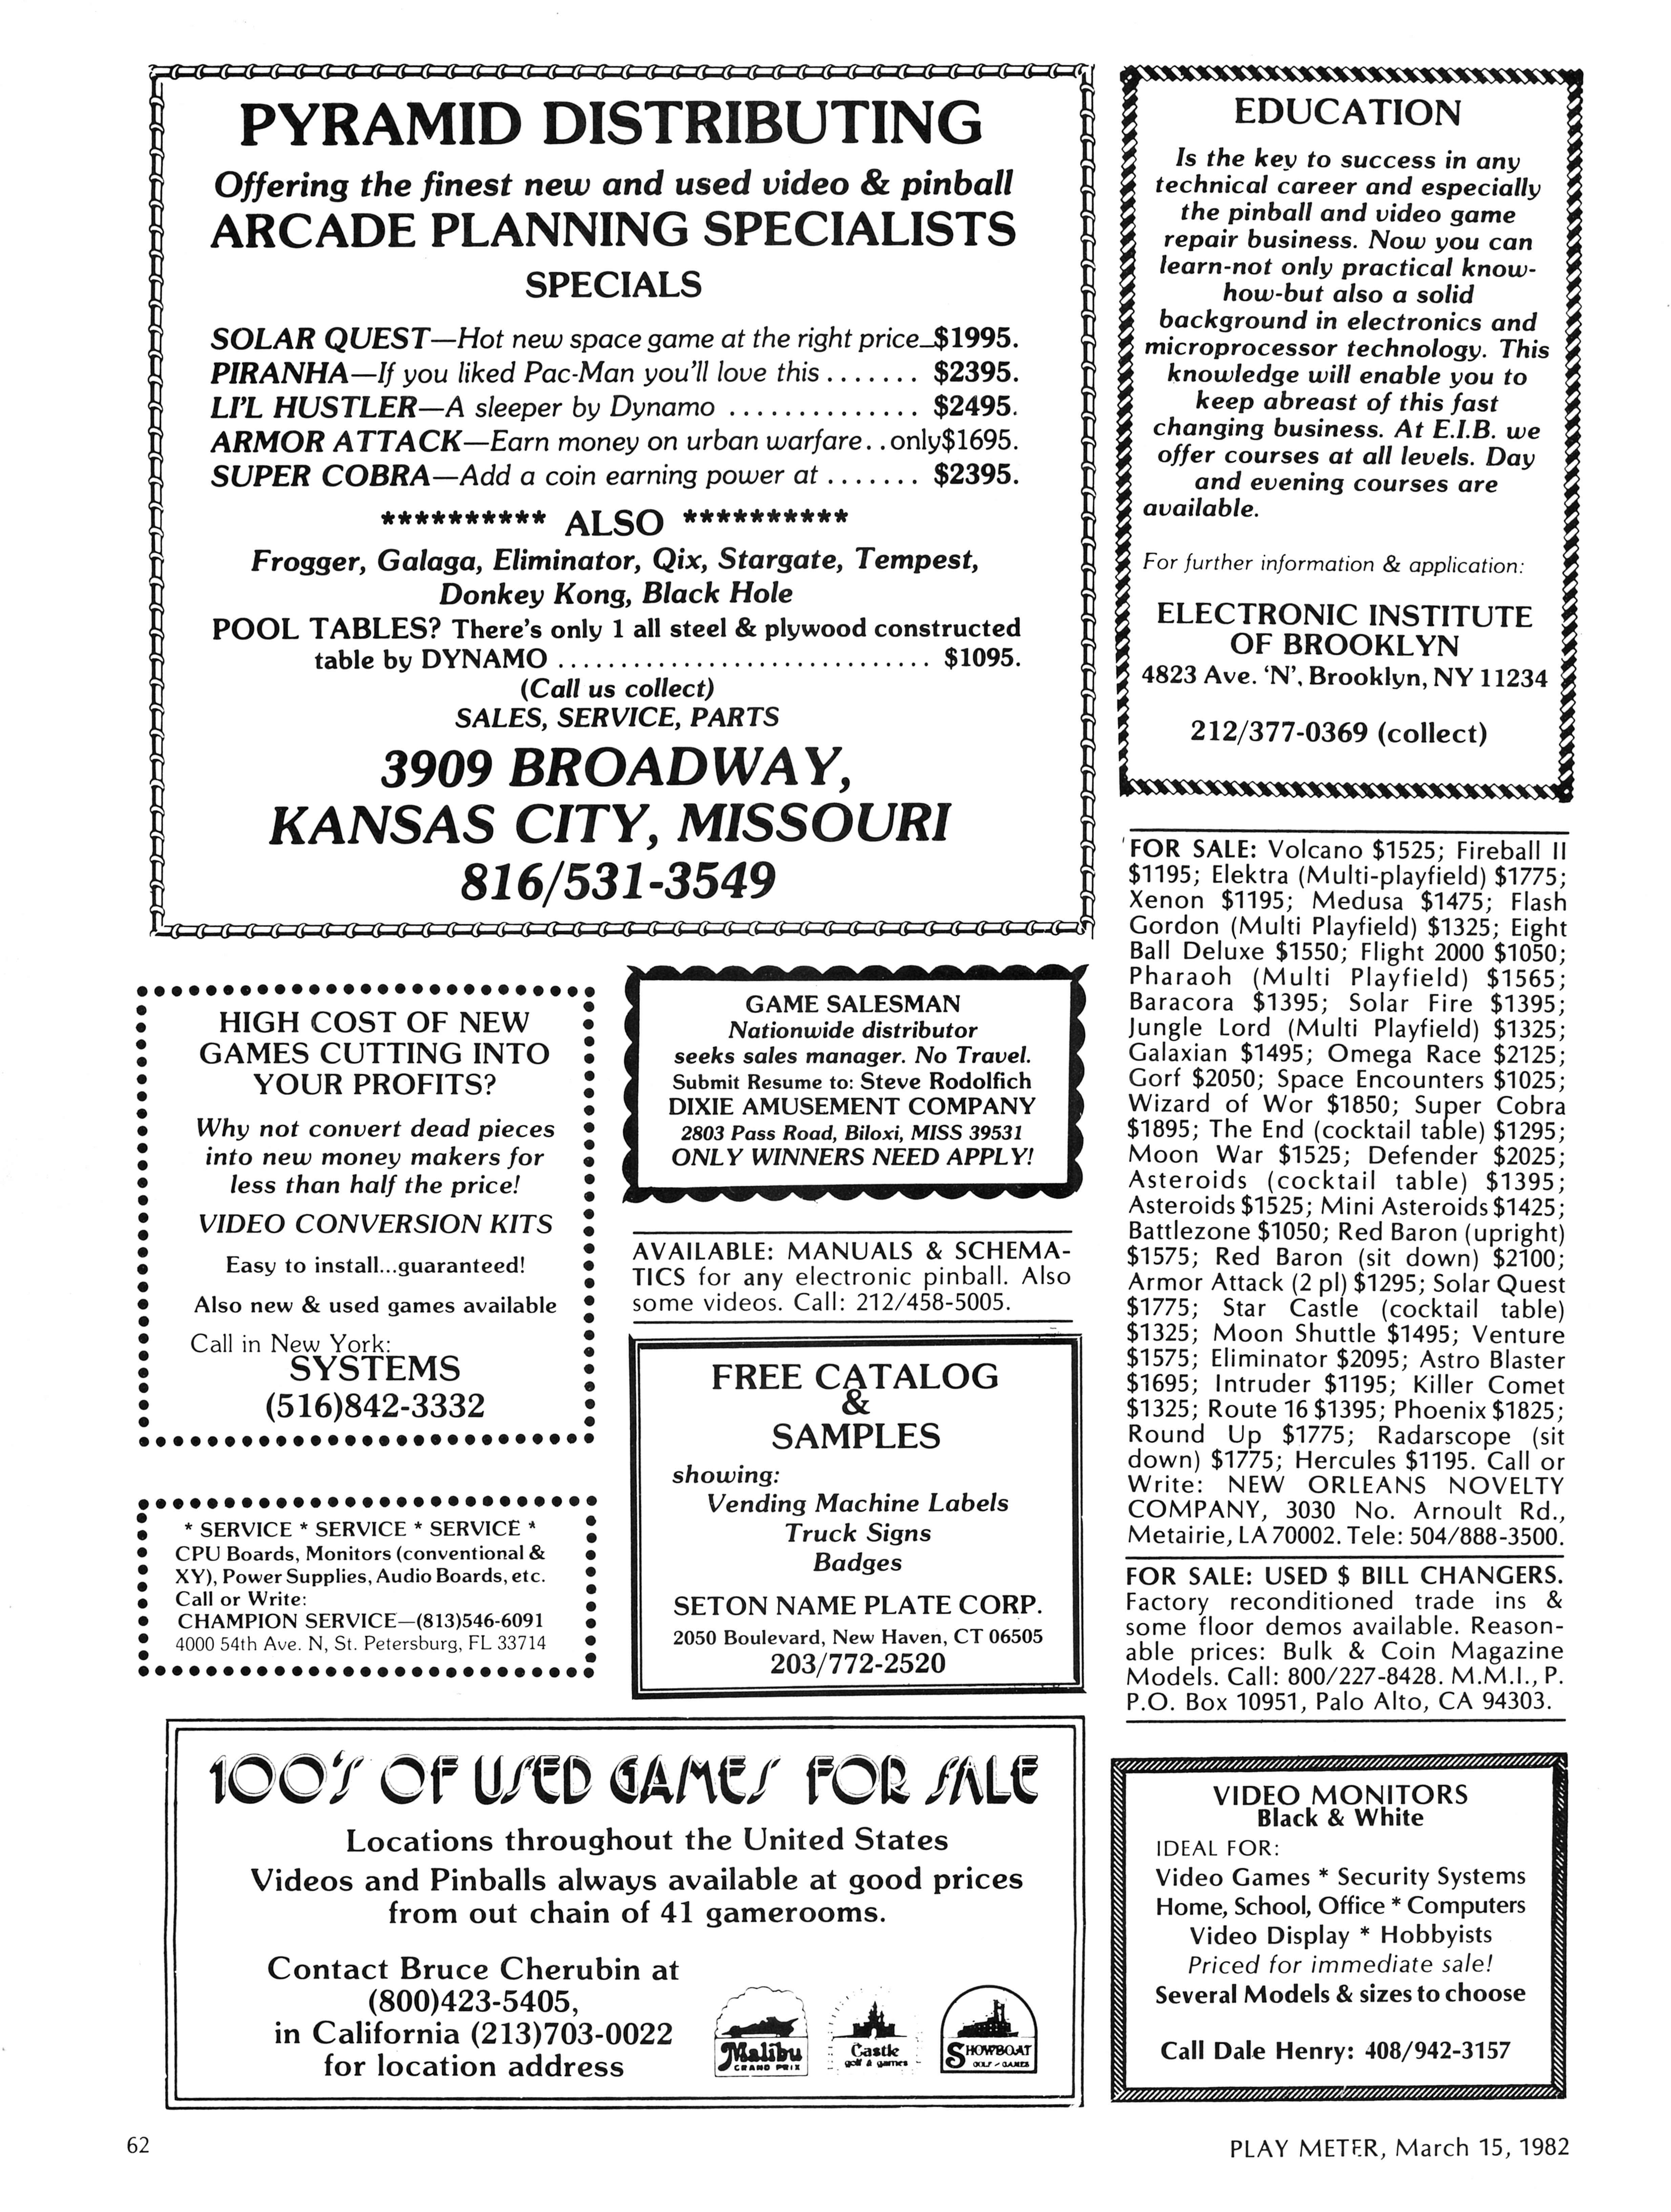 PYRAMID DISTRIBUTING
Offering the finest new and used video & pinball
ARCADE PLANNING SPECIALISTS
SPECIALS
SOLAR QUEST—Hot new space game at the right price_$1995.
PIRANHA—If you liked Pac-Man you'll love this ....... $2395.
LI'L HUSTLER—A sleeper by Dynamo .............. $2495.
ARMOR ATTACK—Earn money on urban warfare..only$1695.
SUPER COBRA—Add a coin earning power at ....... $2395.
********** ALSO **********
Frogger, Galaga, Eliminator, Qix, Stargate, Tempest,
Donkey Kong, Black Hole
POOL TABLES? There's only 1 all steel & plywood constructed
table by DYNAMO .............................. $1095.
(Call us collect)
SALES, SERVICE, PARTS
3909 BROADWAY,
KANSAS CITY, MISSOURI
816/531-3549
EDUCATION
Is the key to success in any
technical career and especially
the pinball and video game
repair business. Now you can
learn-not only practical know-
how-but also a solid
background in electronics and
microprocessor technology. This
knowledge will enable you to
keep abreast of this fast
changing business. At E.I.B. we
offer courses at all levels. Day
and evening courses are
available.
For further information & application:
ELECTRONIC INSTITUTE
OF BROOKLYN
4823 Ave. 'N', Brooklyn, NY 11234
212/377-0369 (collect)
HIGH COST OF NEW
GAMES CUTTING INTO
YOUR PROFITS?
Why not convert dead pieces
into new money makers for
less than half the price!
VIDEO CONVERSION KITS
Easy to install...guaranteed!
Also new & used games available
Call in New York:
SYSTEMS
(516)842-3332
* SERVICE * SERVICE * SERVICE *
CPU Boards, Monitors (conventional &
XY), Power Supplies, Audio Boards, etc.
Call or Write:
CHAMPION SERVICE—(813)546-6091
4000 54th Ave. N, St. Petersburg, FL 33714
GAME SALESMAN
Nationwide distributor
seeks sales manager. No Travel.
Submit Resume to: Steve Rodolfich
DIXIE AMUSEMENT COMPANY
2803 Pass Road, Biloxi, MISS 39531
ONLY WINNERS NEED APPLY!
AVAILABLE: MANUALS & SCHEMA-
TICS for any electronic pinball. Also
some videos. Call: 212/458-5005.
FREE CATALOG
&
SAMPLES
showing:
Vending Machine Labels
Truck Signs
Badges
SETON NAME PLATE CORP.
2050 Boulevard, New Haven, CT 06505
203/772-2520
FOR SALE: Volcano $1525; Fireball II
$1195; Elektra (Multi-playfield) $1775;
Xenon $1195; Medusa $1475; Flash
Gordon (Multi Playfield) $1325; Eight
Ball Deluxe $1550; Flight 2000 $1050;
Pharaoh (Multi Playfield) $1565;
Baracora $1395; Solar Fire $1395;
Jungle Lord (Multi Playfield) $1325;
Galaxian $1495; Omega Race $2125;
Gorf $2050; Space Encounters $1025;
Wizard of Wor $1850; Super Cobra
$1895; The End (cocktail table) $1295;
Moon War $1525; Defender $2025;
Asteroids (cocktail table) $1395;
Asteroids $1525; Mini Asteroids $1425;
Battlezone $1050; Red Baron (upright)
$1575; Red Baron (sit down) $2100;
Armor Attack (2 pl) $1295; Solar Quest
$1775; Star Castle (cocktail table)
$1325; Moon Shuttle $1495; Venture
$1575; Eliminator $2095; Astro Blaster
$1695; Intruder $1195; Killer Comet
$1325; Route 16 $1395; Phoenix $1825;
Round Up $1775; Radarscope (sit
down) $1775; Hercules $1195. Call or
Write: NEW ORLEANS NOVELTY
COMPANY, 3030 No. Arnoult Rd.,
Metairie, LA 70002. Tele: 504/888-3500.
FOR SALE: USED $ BILL CHANGERS.
Factory reconditioned trade ins &
some floor demos available. Reason-
able prices: Bulk & Coin Magazine
Models. Call: 800/227-8428. M.M.I., P.
P.O. Box 10951, Palo Alto, CA 94303.
100'S OF USED GAMES FOR SALE
Locations throughout the United States
Videos and Pinballs always available at good prices
from out chain of 41 gamerooms.
Contact Bruce Cherubin at
(800)423-5405,
in California (213)703-0022
for location address
Malibu
GRAND PRIX
Castle
golf & games
SHOWBOAT
GOLF - GAMES
VIDEO MONITORS
Black & White
IDEAL FOR:
Video Games * Security Systems
Home, School, Office * Computers
Video Display * Hobbyists
Priced for immediate sale!
Several Models & sizes to choose
Call Dale Henry: 408/942-3157
62
PLAY METER, March 15, 1982